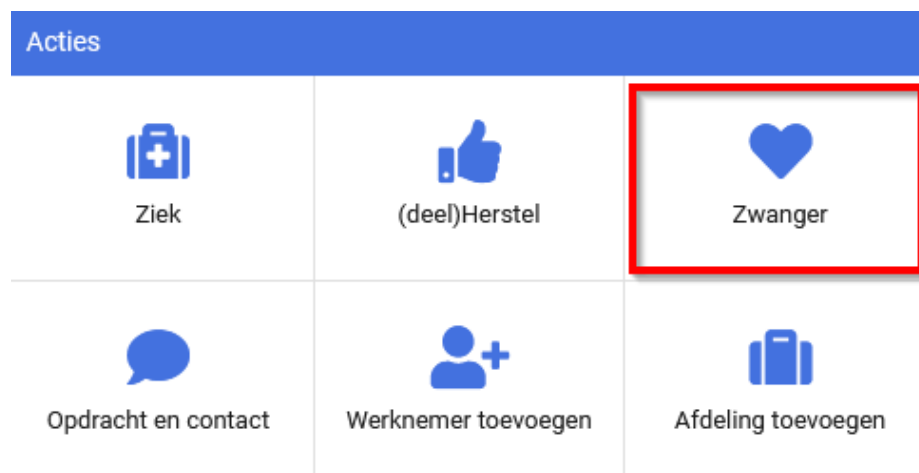 Acties
Ziek
(deel)Herstel
Zwanger
Opdracht en contact
Werknemer toevoegen
Afdeling toevoegen